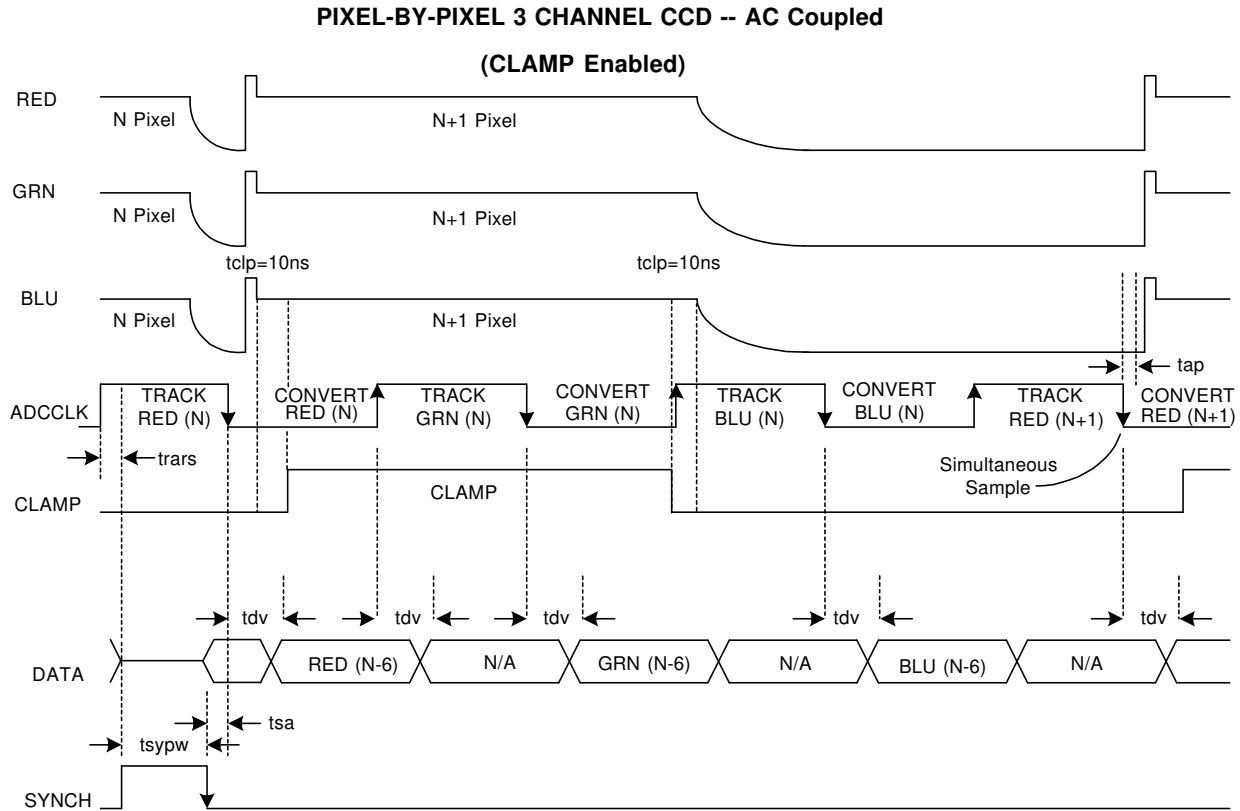 PIXEL-BY-PIXEL 3 CHANNEL CCD -- AC Coupled
(CLAMP Enabled)
RED
N Pixel
N+1 Pixel
GRN
N Pixel
N+1 Pixel
tclp=10ns
tclp=10ns
BLU
N Pixel
N+1 Pixel
tap
ADCCLK
TRACK
RED (N)
CONVERT
RED (N)
TRACK
GRN (N)
CONVERT
GRN (N)
TRACK
BLU (N)
CONVERT
BLU (N)
TRACK
RED (N+1)
CONVERT
RED (N+1)
trars
Simultaneous
Sample
CLAMP
CLAMP
tdv
tdv
tdv
tdv
tdv
DATA
RED (N-6)
N/A
GRN (N-6)
N/A
BLU (N-6)
N/A
tsa
tsypw
SYNCH